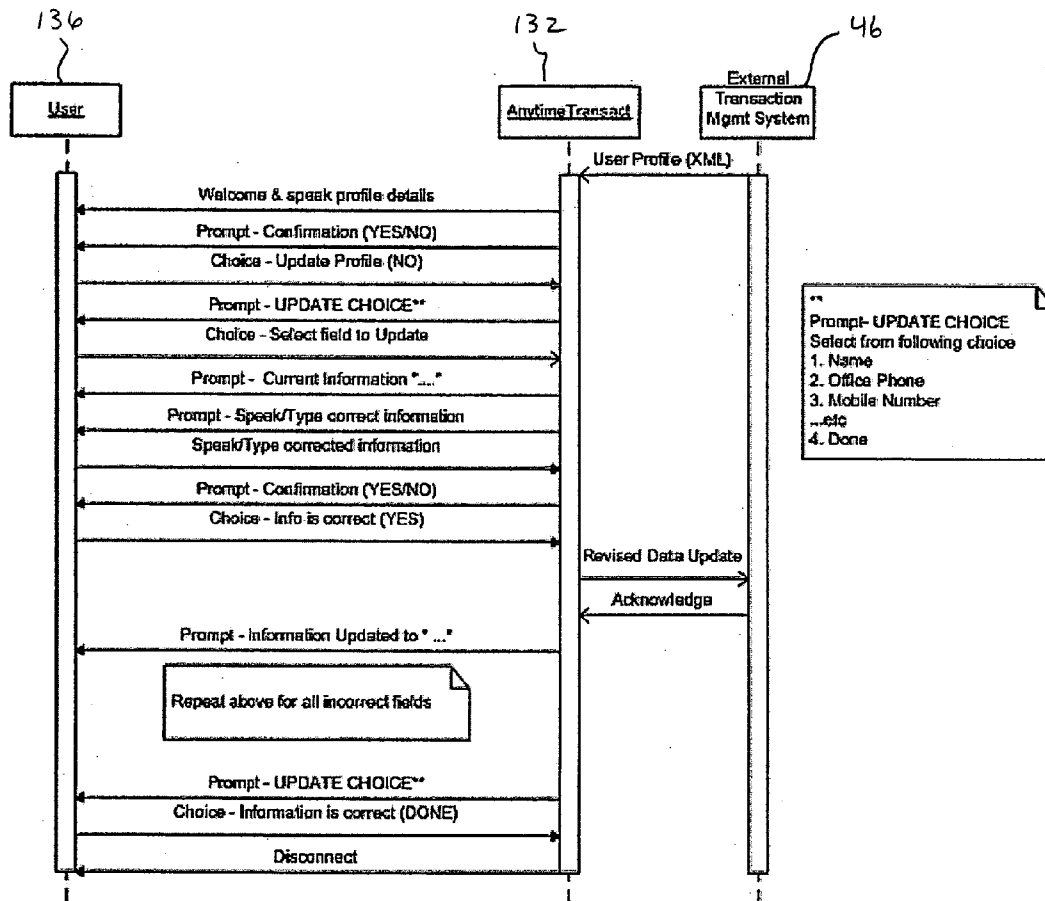 136
132
46
User
AnytimeTransact
External
Transaction
Mgmt System
User Profile (XML)
Welcome & speak profile details
Prompt - Confirmation (YES/NO)
Choice - Update Profile (NO)
Prompt - UPDATE CHOICE**
Choice - Select field to Update
Prompt - Current Information "...."
Prompt - Speak/Type correct information
Speak/Type corrected information
Prompt - Confirmation (YES/NO)
Choice - Info is correct (YES)
**
Prompt- UPDATE CHOICE
Select from following choice
1. Name
2. Office Phone
3. Mobile Number
...etc
4. Done
Revised Data Update
Acknowledge
Prompt - Information Updated to " ..."
Repeat above for all incorrect fields
Prompt - UPDATE CHOICE**
Choice - Information is correct (DONE)
Disconnect